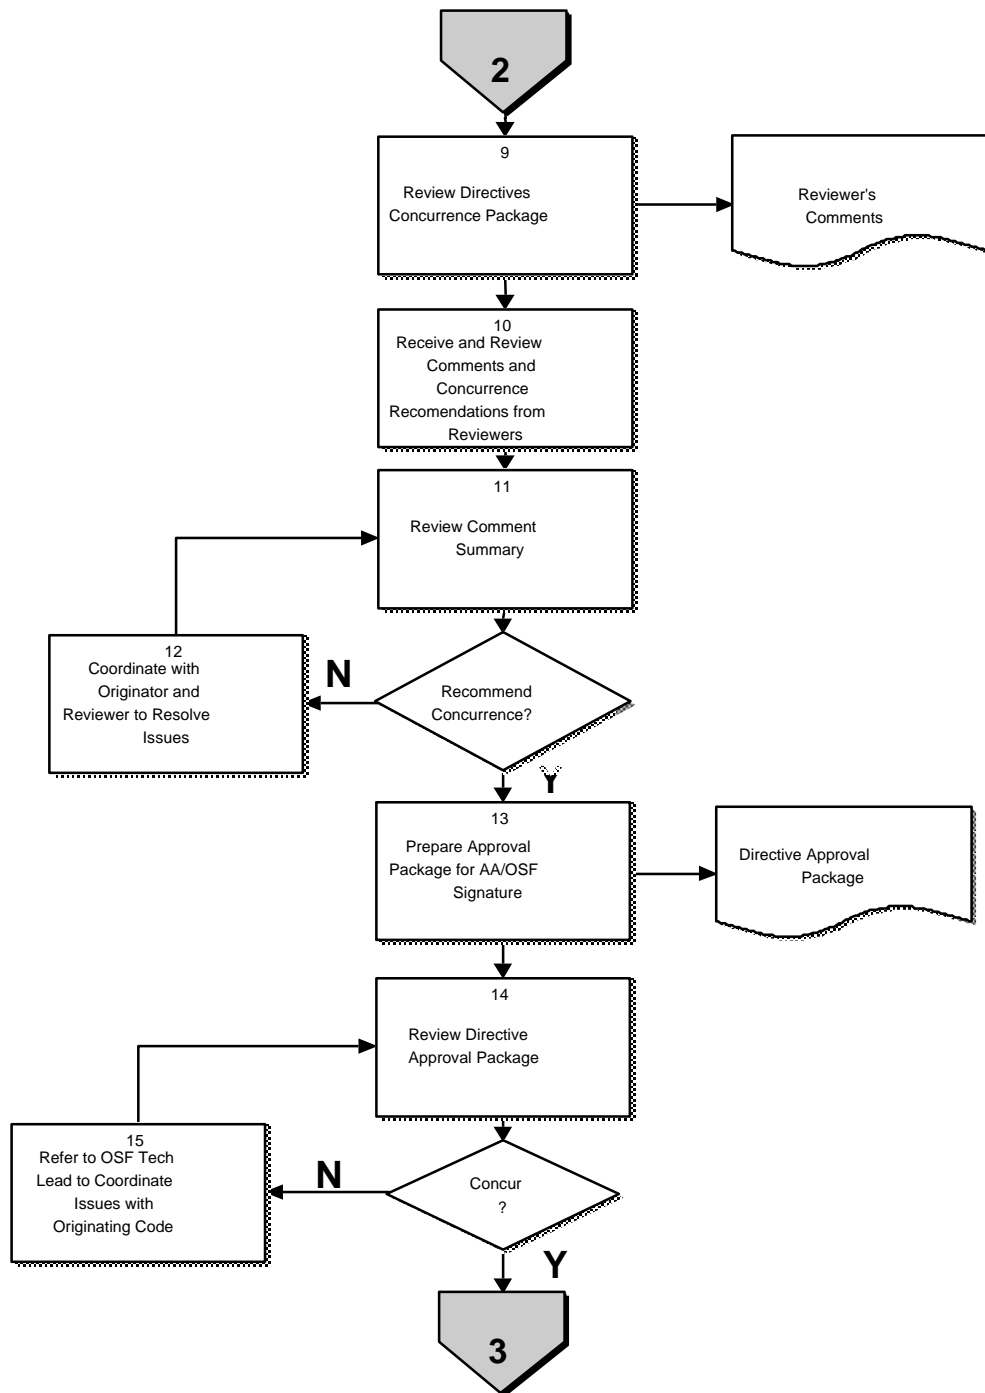 2
9
Review Directives
Concurrence Package
Reviewer's
Comments
10
Receive and Review
Comments and
Concurrence
Recomendations from
Reviewers
11
Review Comment
Summary
12
Coordinate with
Originator and
Reviewer to Resolve
Issues
N
Recommend
Concurrence?
Y
13
Prepare Approval
Package for AA/OSF
Signature
Directive Approval
Package
14
Review Directive
Approval Package
15
Refer to OSF Tech
Lead to Coordinate
Issues with
Originating Code
N
Concur
?
Y
3